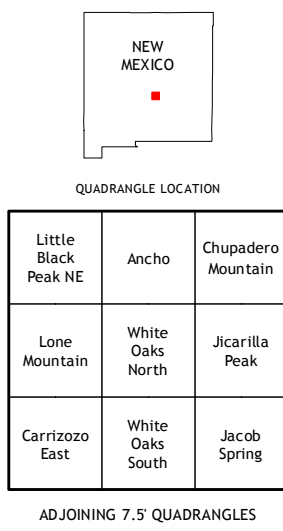 NEW
MEXICO
QUADRANGLE LOCATION
Little
Black
Peak NE
Ancho
Chupadero
Mountain
Lone
Mountain
White
Oaks
North
Jicarilla
Peak
Carrizozo
East
White
Oaks
South
Jacob
Spring
ADJOINING 7.5' QUADRANGLES